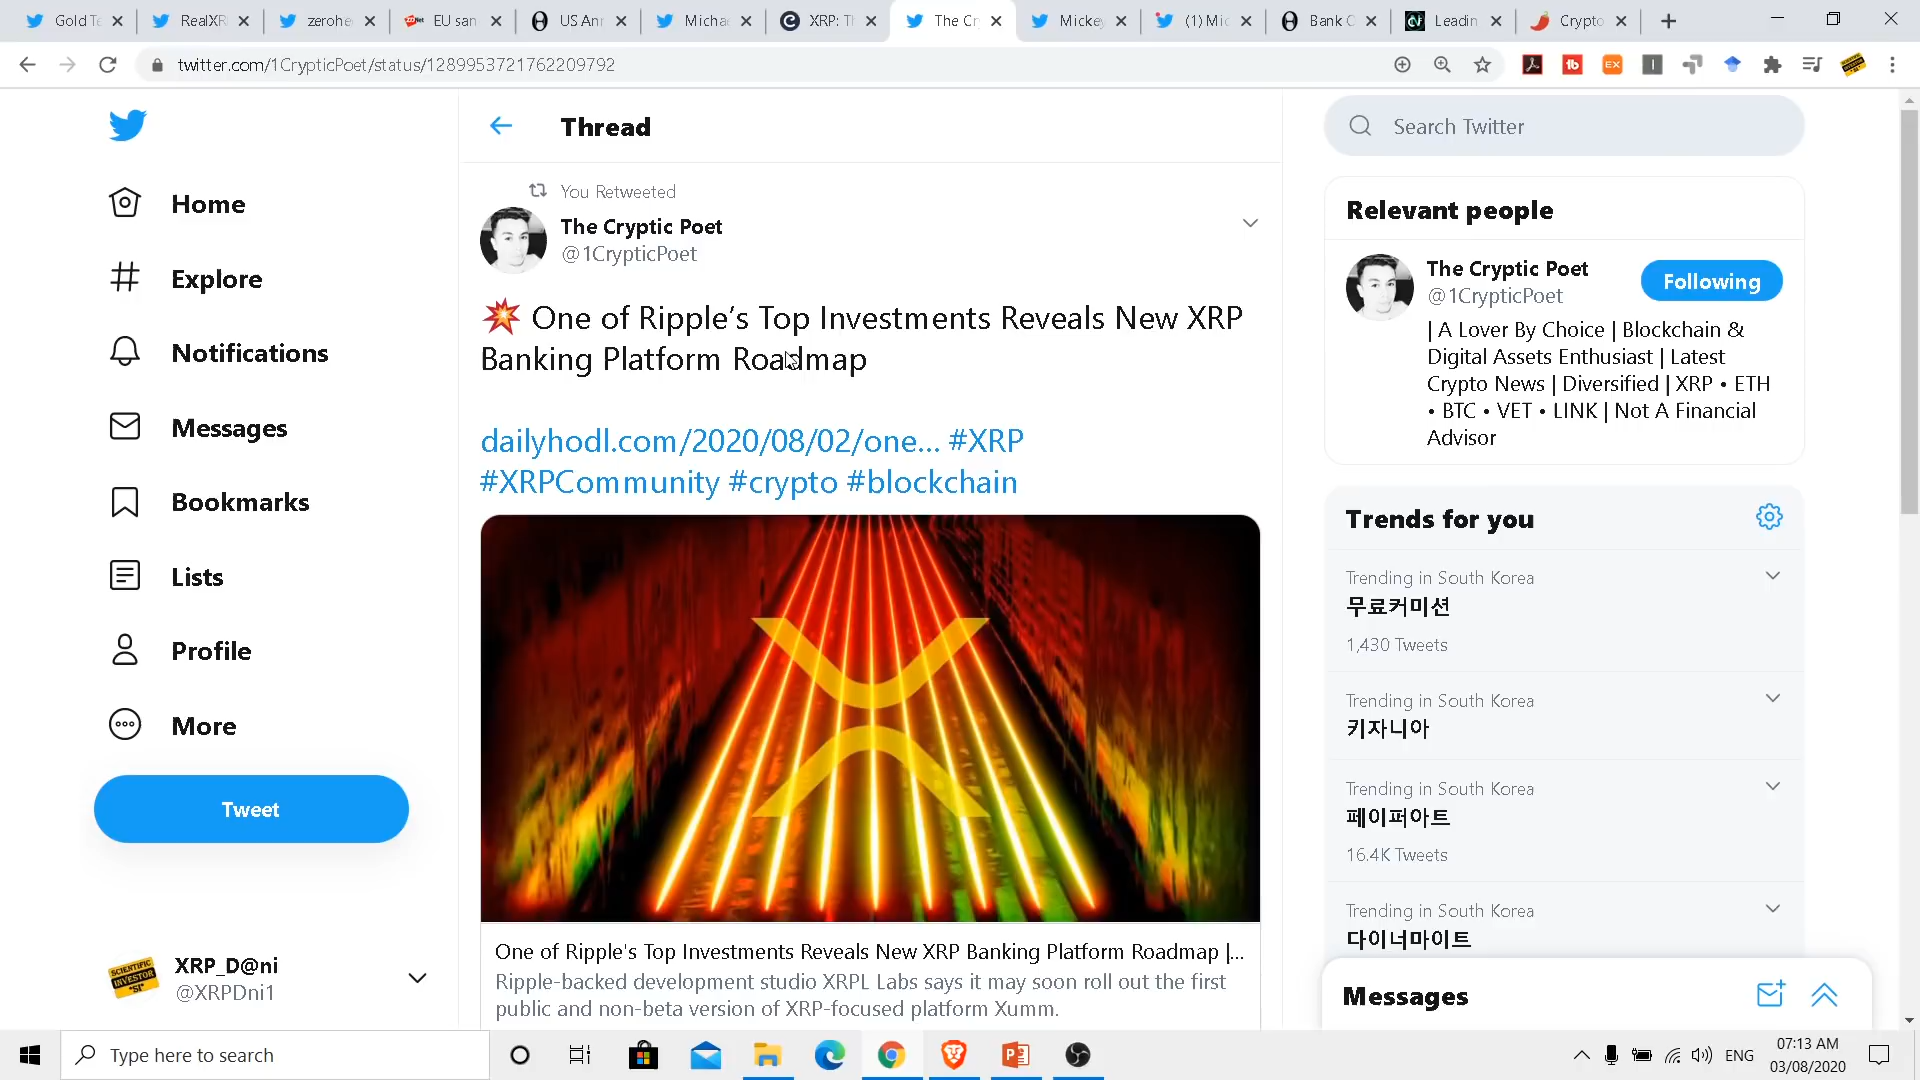 Gold Te
RealXR
zerohe
EU san
US Ann
Micha
XRP: Th
The Cr
Mickey
(1) Mic
Bank C
Leadin
Crypto
twitter.com/1CrypticPoet/status/1289953721762209792
Home
Explore
Notifications
Messages
Bookmarks
Lists
Profile
More
Tweet
XRP_D@ni
@XRPDni1
Thread
You Retweeted
The Cryptic Poet
@1CrypticPoet
💥 One of Ripple’s Top Investments Reveals New XRP
Banking Platform Roadmap
dailyhodl.com/2020/08/02/one… #XRP
#XRPCommunity #crypto #blockchain
One of Ripple's Top Investments Reveals New XRP Banking Platform Roadmap |...
Ripple-backed development studio XRPL Labs says it may soon roll out the first
public and non-beta version of XRP-focused platform Xumm.
Search Twitter
Relevant people
The Cryptic Poet
@1CrypticPoet
Following
| A Lover By Choice | Blockchain &
Digital Assets Enthusiast | Latest
Crypto News | Diversified | XRP • ETH
• BTC • VET • LINK | Not A Financial
Advisor
Trends for you
Trending in South Korea
무료커미션
1,430 Tweets
Trending in South Korea
키자니아
Trending in South Korea
페이퍼아트
16.4K Tweets
Trending in South Korea
다이너마이트
Messages
Type here to search
ENG
07:13 AM
03/08/2020